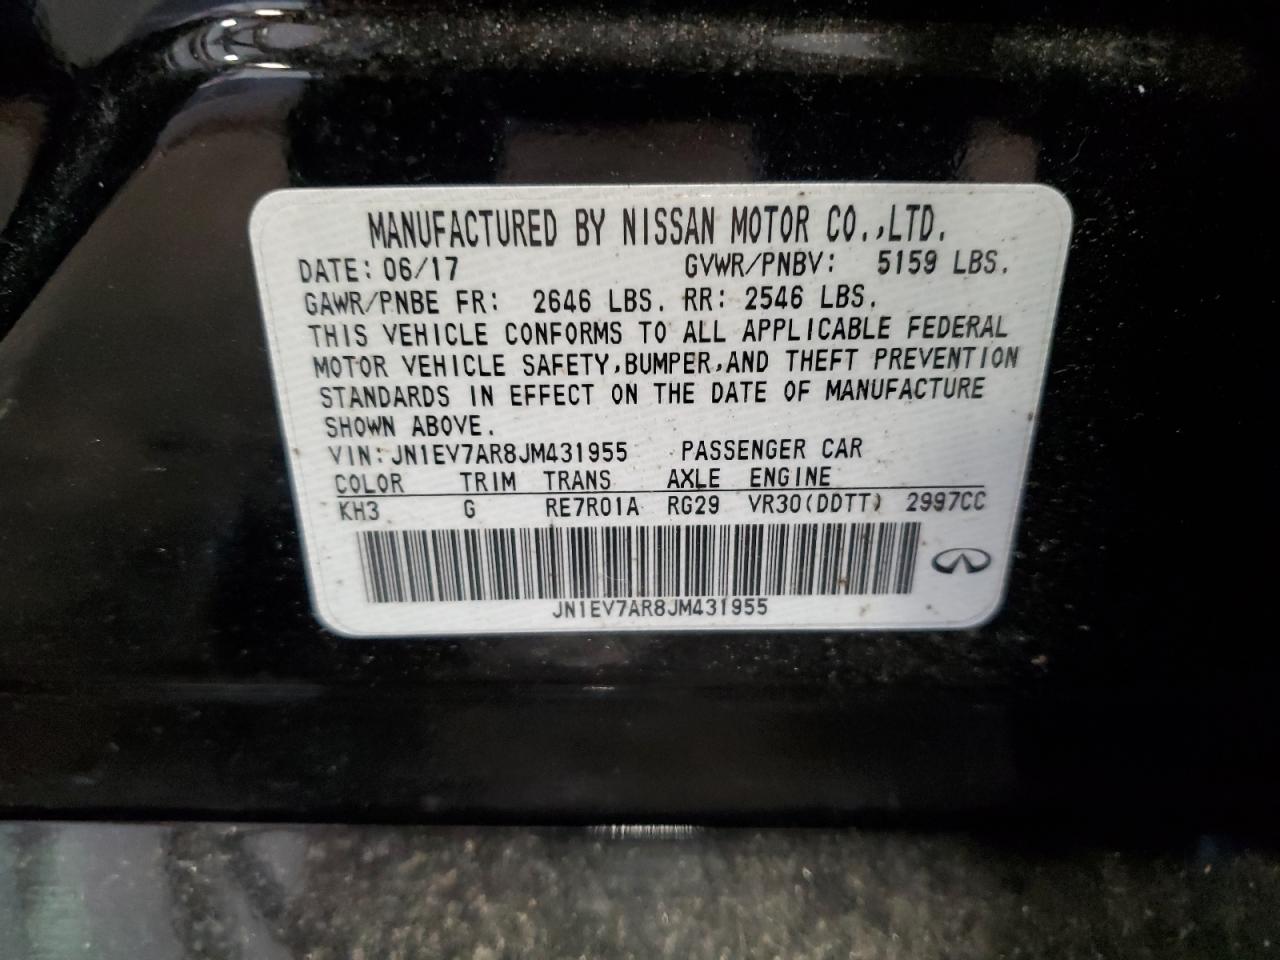 MANUFACTURED BY NISSAN MOTOR CO.,LTD.
DATE: 06/17 GVWR/PNBV: 5159 LBS.
GAWR/PNBE FR: 2646 LBS. RR: 2546 LBS.
THIS VEHICLE CONFORMS TO ALL APPLICABLE FEDERAL
MOTOR VEHICLE SAFETY,BUMPER,AND THEFT PREVENTION
STANDARDS IN EFFECT ON THE DATE OF MANUFACTURE
SHOWN ABOVE.
VIN: JN1EV7AR8JM431955 PASSENGER CAR
COLOR TRIM TRANS AXLE ENGINE
KH3 G RE7R01A RG29 VR30(DDTT) 2997CC
JN1EV7AR8JM431955